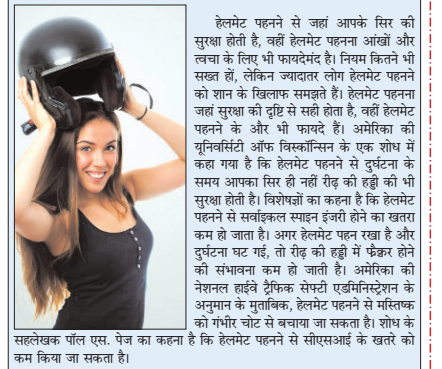 हेलमेट पहनने से जहां आपके सिर की
सुरक्षा होती है, वहीं हेलमेट पहनना आंखों और
त्वचा के लिए भी फायदेमंद है। नियम कितने भी
सख्त हों, लेकिन ज्यादातर लोग हेलमेट पहनने
को शान के खिलाफ समझते हैं। हेलमेट पहनना
जहां सुरक्षा की दृष्टि से सही होता है, वहीं हेलमेट
पहनने के और भी फायदे हैं। अमेरिका की
यूनिवर्सिटी ऑफ विस्कॉन्सिन के एक शोध में
कहा गया है कि हेलमेट पहनने से दुर्घटना के
समय आपका सिर ही नहीं रीढ़ की हड्डी की भी
सुरक्षा होती है। विशेषज्ञों का कहना है कि हेलमेट
पहनने से सर्वाइकल स्पाइन इंजरी होने का खतरा
कम हो जाता है। अगर हेलमेट पहन रखा है और
दुर्घटना घट गई, तो रीढ़ की हड्डी में फ्रैक्चर होने
की संभावना कम हो जाती है। अमेरिका की
नेशनल हाईवे ट्रैफिक सेफ्टी एडमिनिस्ट्रेशन के
अनुमान के मुताबिक, हेलमेट पहनने से मस्तिष्क
को गंभीर चोट से बचाया जा सकता है। शोध के
सहलेखक पॉल एस. पेज का कहना है कि हेलमेट पहनने से सीएसआई के खतरे को
कम किया जा सकता है।